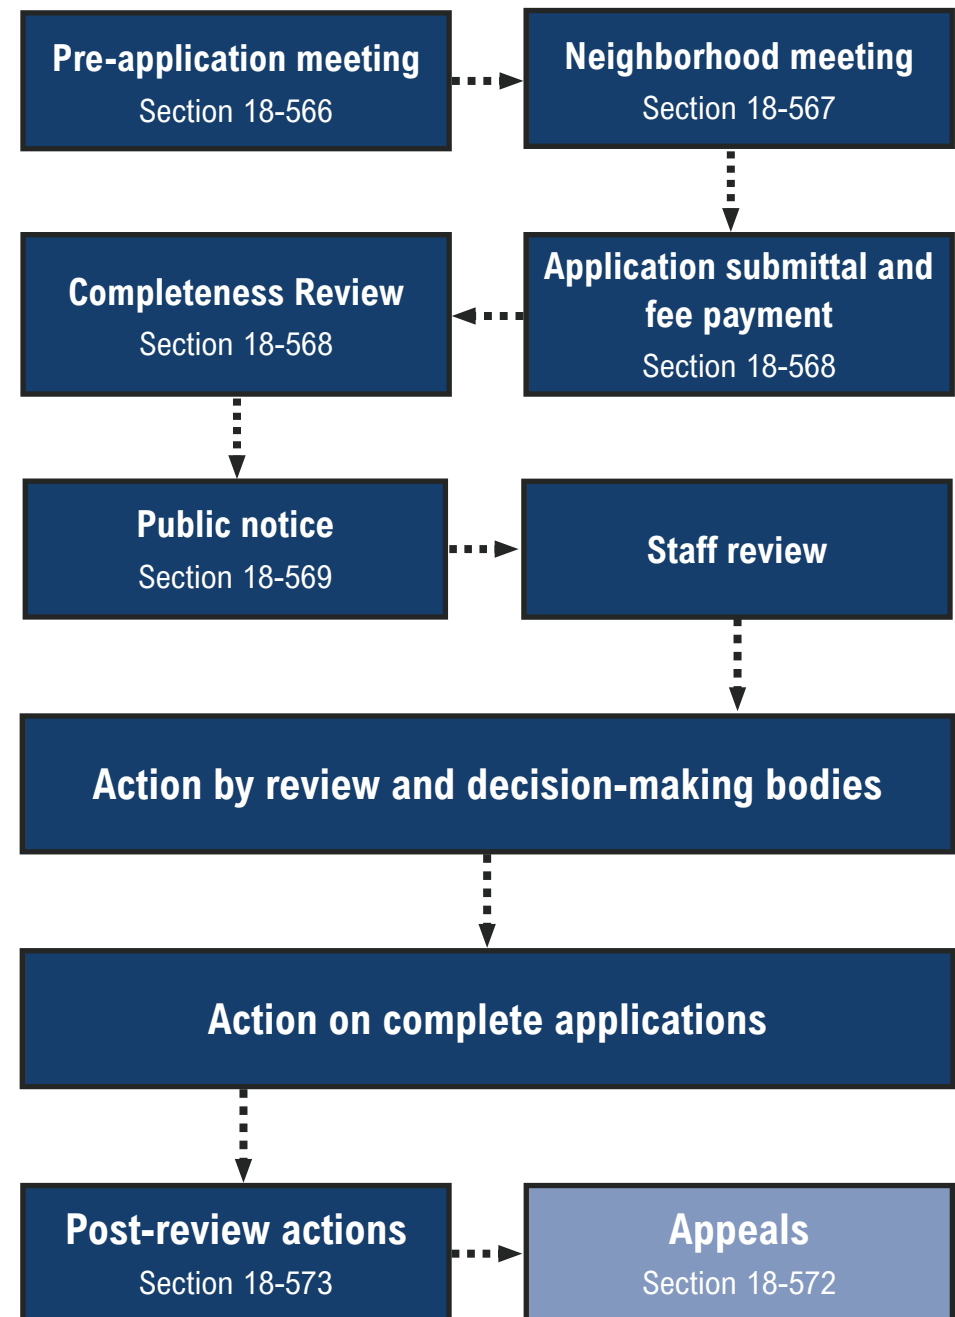 Pre-application meeting
Section 18-566
Neighborhood meeting
Section 18-567
Application submittal and
fee payment
Section 18-568
Completeness Review
Section 18-568
Public notice
Section 18-569
Staff review
Action by review and decision-making bodies
Action on complete applications
Post-review actions
Section 18-573
Appeals
Section 18-572